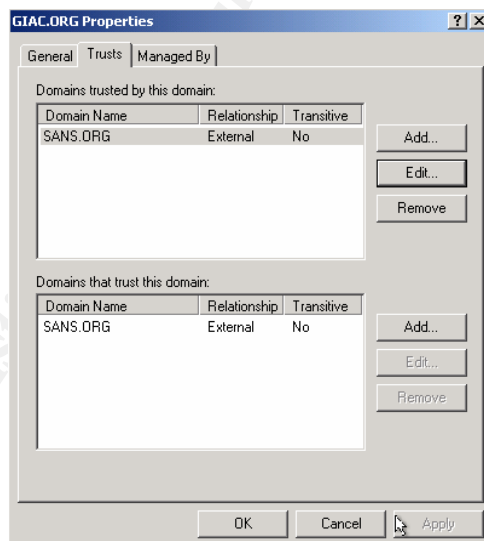 GIAC.ORG Properties
General Trusts Managed By
Domains trusted by this domain:
Domain Name Relationship Transitive
SANS.ORG External No
Add...
Edit...
Remove
Domains that trust this domain:
Domain Name Relationship Transitive
SANS.ORG External No
Add...
Edit...
Remove
OK Cancel Apply